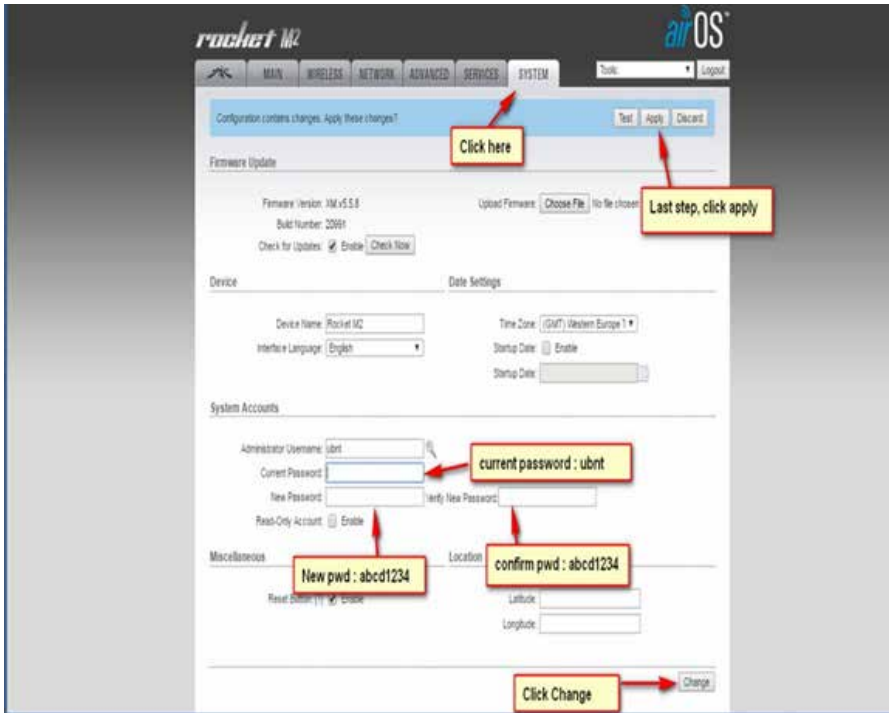 rocket M2
airOS
MAIN WIRELESS NETWORK ADVANCED SERVICES SYSTEM Tools: Logout
Configuration contains changes. Apply these changes? Test Apply Discard
Click here
Firmware Update
Last step, click apply
Firmware Version: XM.v5.5.8 Upload Firmware: Choose File No file chosen
Build Number: 20991
Check for Updates: Enable Check Now
Device Date Settings
Device Name: Rocket M2 Time Zone: (GMT) Western Europe T
Interface Language: English Startup Date: Enable
Startup Date:
System Accounts
Administrator Username: ubnt
current password : ubnt
Current Password:
New Password: Verify New Password:
Read-Only Account: Enable
Miscellaneous Location
confirm pwd : abcd1234
New pwd : abcd1234
Reset Button: [?] Enable Latitude:
Longitude:
Change
Click Change